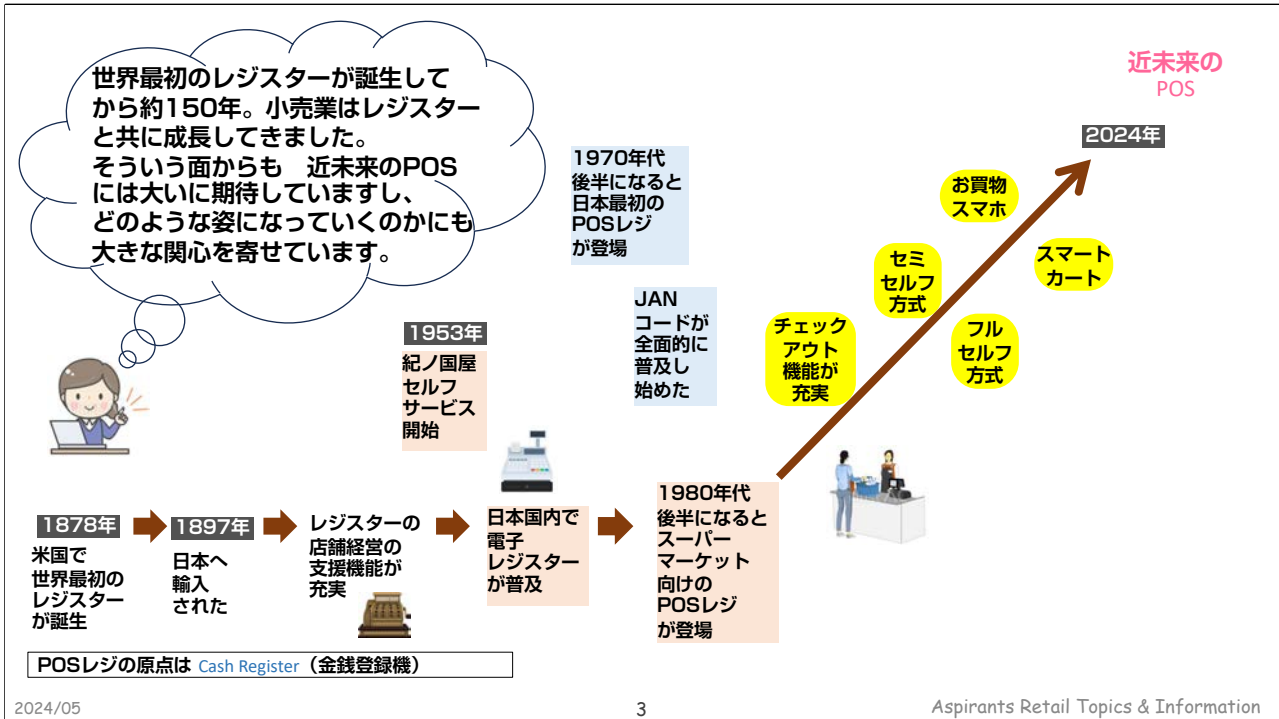 世界最初のレジスターが誕生して
から約150年。小売業はレジスター
と共に成長してきました。
そういう面からも　近未来のPOS
には大いに期待していますし、
どのような姿になっていくのかにも
大きな関心を寄せています。
近未来の
POS
2024年
1970年代
後半になると
日本最初の
POSレジ
が登場
お買物
スマホ
セミ
セルフ
方式
スマート
カート
JAN
コードが
全面的に
普及し
始めた
チェック
アウト
機能が
充実
フル
セルフ
方式
1953年
紀ノ国屋
セルフ
サービス
開始
1878年
米国で
世界最初の
レジスター
が誕生
1897年
日本へ
輸入
された
レジスターの
店舗経営の
支援機能が
充実
日本国内で
電子
レジスター
が普及
1980年代
後半になると
スーパー
マーケット
向けの
POSレジ
が登場
POSレジの原点は Cash Register（金銭登録機）
2024/05
3
Aspirants Retail Topics & Information